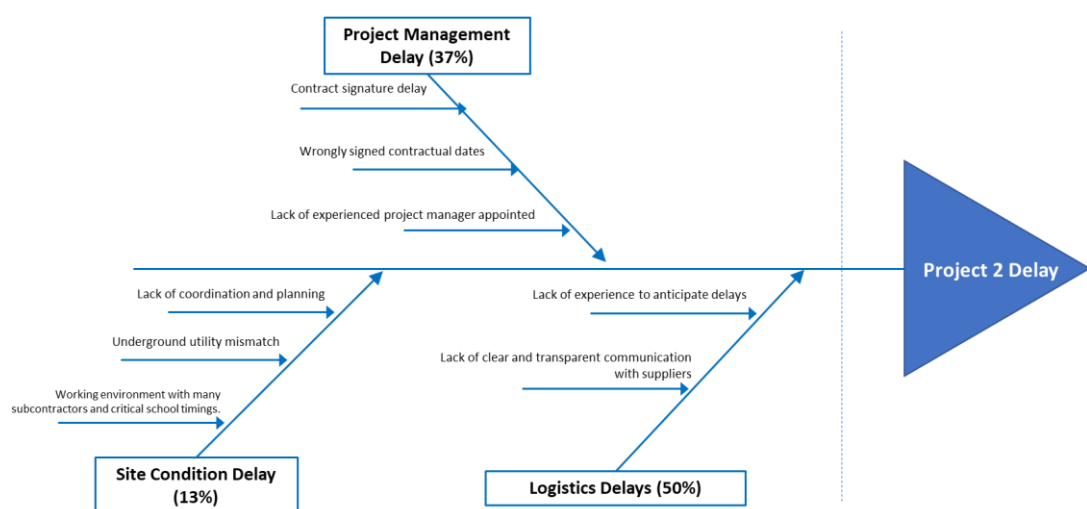 Project Management
Delay (37%)
Contract signature delay
Wrongly signed contractual dates
Lack of experienced project manager appointed
Project 2 Delay
Lack of coordination and planning
Underground utility mismatch
Working environment with many
subcontractors and critical school timings.
Lack of experience to anticipate delays
Lack of clear and transparent communication
with suppliers
Site Condition Delay
(13%)
Logistics Delays (50%)